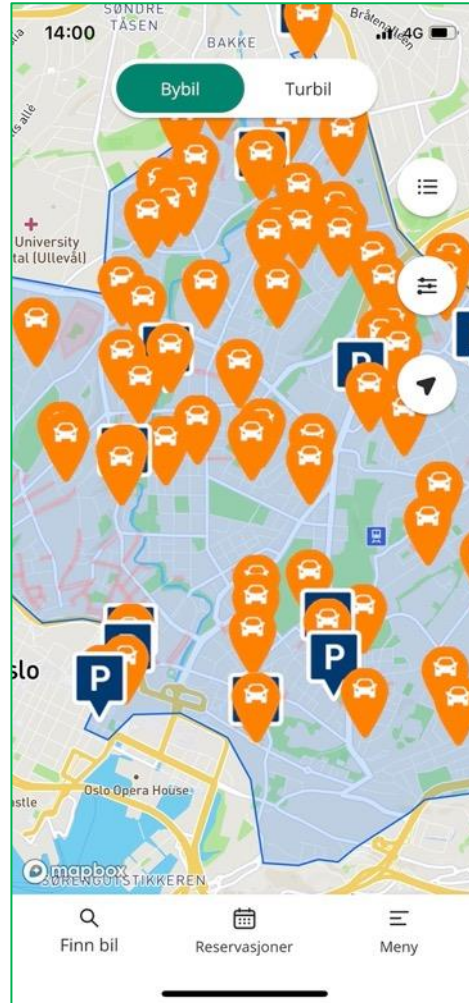 SØNDRE
TÅSEN
14:00
BAKKE
4G
Bråtenalléen
Bybil
Turbil
University
tal (Ullevål)
P
slo
P
P
Oslo Opera House
stle
mapbox
SØRENGUTSTIKKEREN
Finn bil
Reservasjoner
Meny